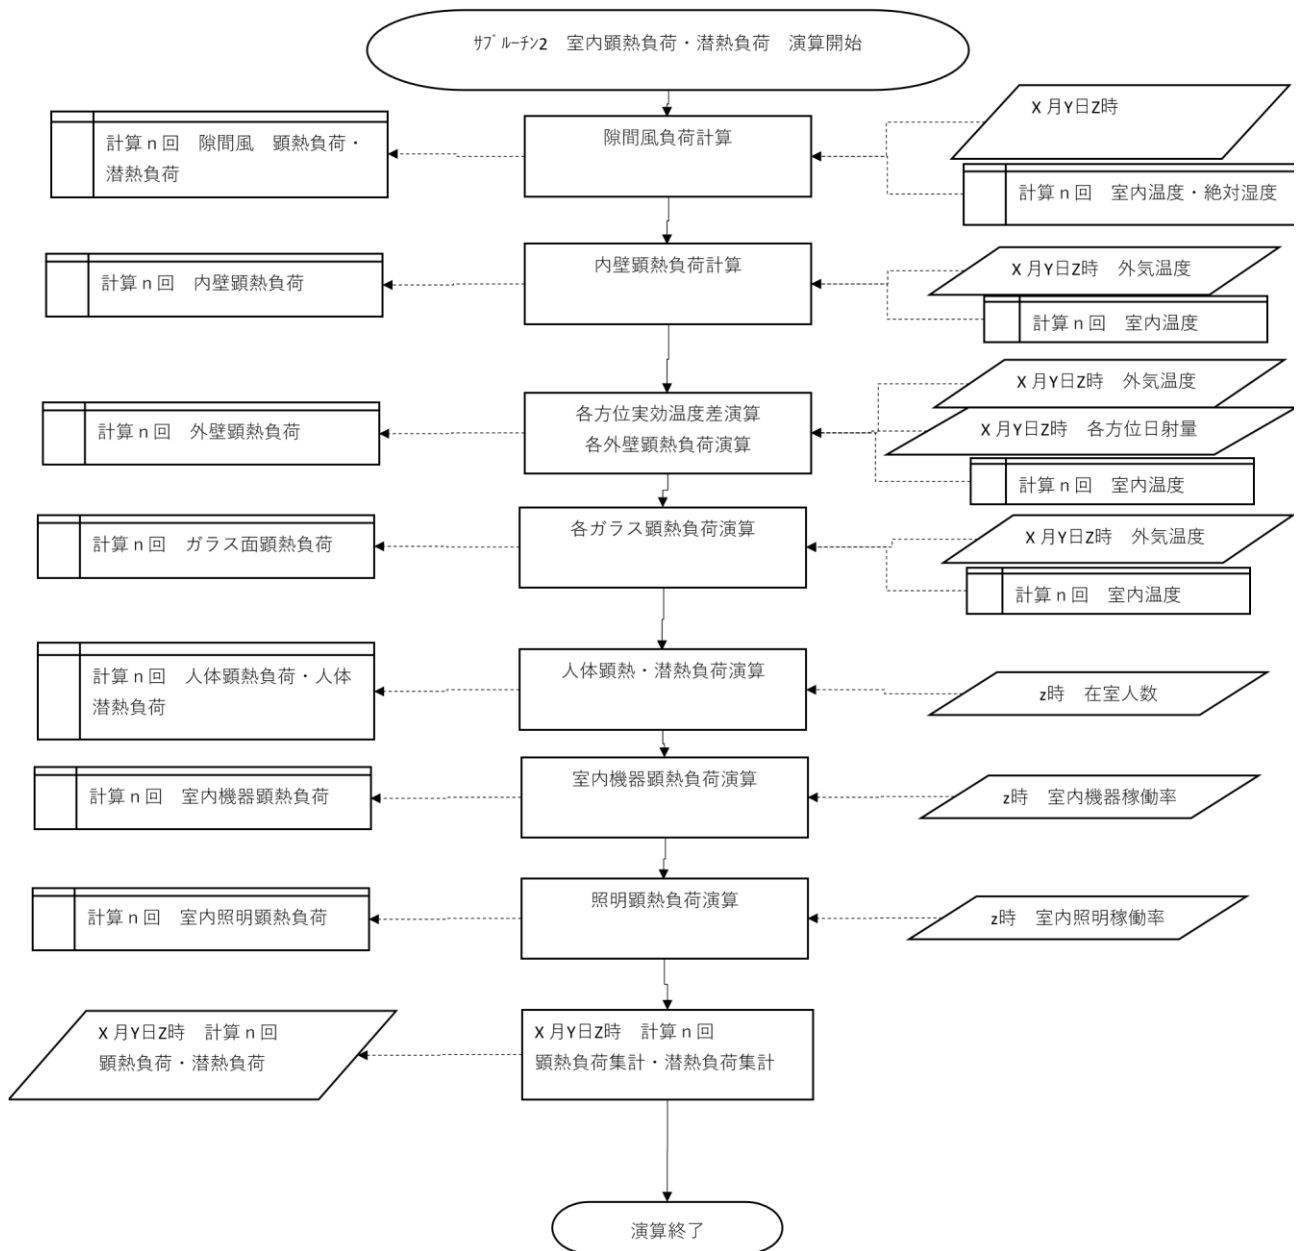 ｻﾌﾞﾙｰﾁﾝ2　室内顕熱負荷・潜熱負荷　演算開始
計算ｎ回　隙間風　顕熱負荷・
潜熱負荷
隙間風負荷計算
X 月Y日Z時
計算ｎ回　室内温度・絶対湿度
計算ｎ回　内壁顕熱負荷
内壁顕熱負荷計算
X 月Y日Z時　外気温度
計算ｎ回　室内温度
計算ｎ回　外壁顕熱負荷
各方位実効温度差演算
各外壁顕熱負荷演算
X 月Y日Z時　外気温度
X 月Y日Z時　各方位日射量
計算ｎ回　室内温度
計算ｎ回　ガラス面顕熱負荷
各ガラス顕熱負荷演算
X 月Y日Z時　外気温度
計算ｎ回　室内温度
計算ｎ回　人体顕熱負荷・人体
潜熱負荷
人体顕熱・潜熱負荷演算
z時　在室人数
計算ｎ回　室内機器顕熱負荷
室内機器顕熱負荷演算
z時　室内機器稼働率
計算ｎ回　室内照明顕熱負荷
照明顕熱負荷演算
z時　室内照明稼働率
X 月Y日Z時　計算ｎ回
顕熱負荷・潜熱負荷
X 月Y日Z時　計算ｎ回
顕熱負荷集計・潜熱負荷集計
演算終了